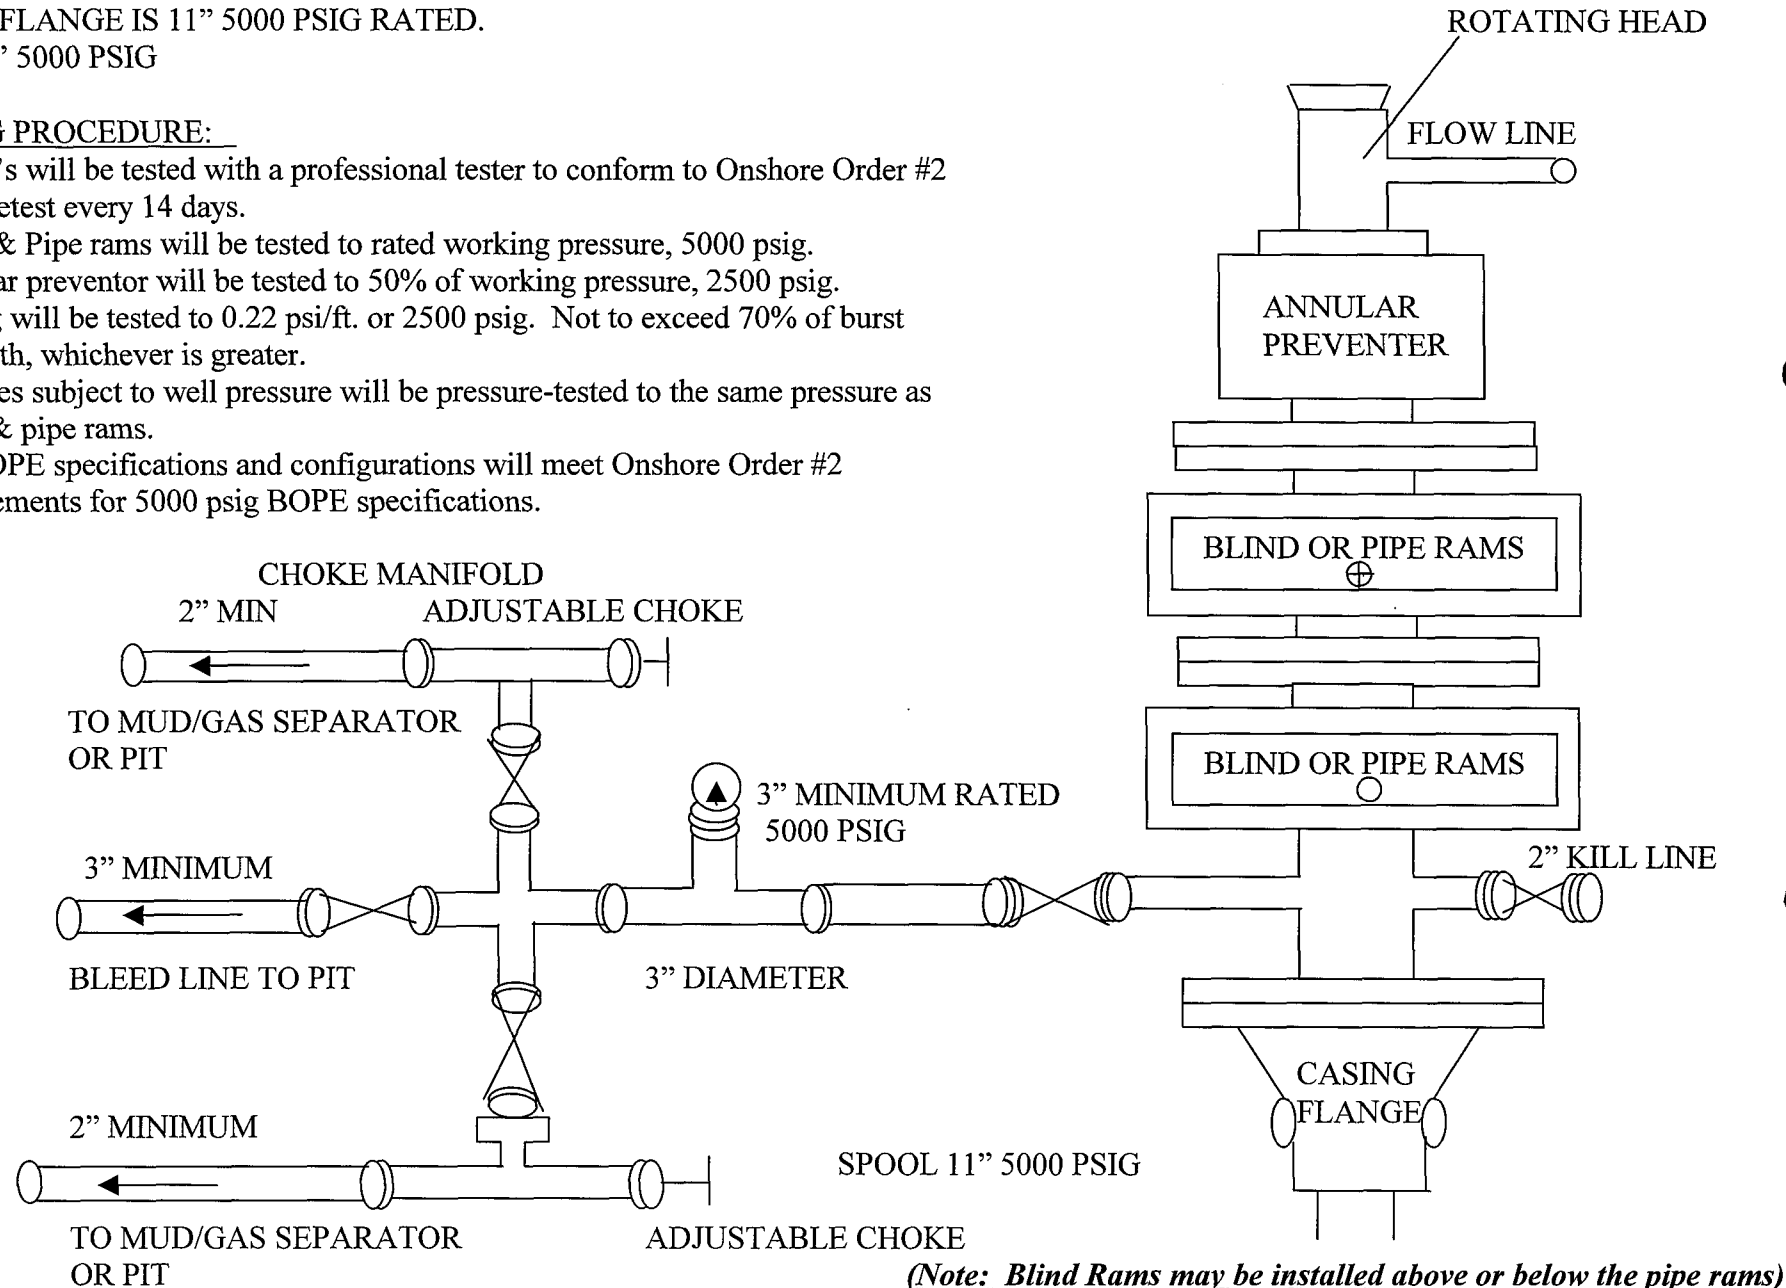 FLANGE IS 11” 5000 PSIG RATED.
” 5000 PSIG
PROCEDURE:
’s will be tested with a professional tester to conform to Onshore Order #2
etest every 14 days.
& Pipe rams will be tested to rated working pressure, 5000 psig.
ar preventor will be tested to 50% of working pressure, 2500 psig.
will be tested to 0.22 psi/ft. or 2500 psig.  Not to exceed 70% of burst
th, whichever is greater.
es subject to well pressure will be pressure-tested to the same pressure as
& pipe rams.
OPE specifications and configurations will meet Onshore Order #2
ements for 5000 psig BOPE specifications.
ROTATING HEAD
FLOW LINE
ANNULAR
PREVENTER
BLIND OR PIPE RAMS
BLIND OR PIPE RAMS
CHOKE MANIFOLD
2” MIN
ADJUSTABLE CHOKE
TO MUD/GAS SEPARATOR
OR PIT
3” MINIMUM RATED
5000 PSIG
3” MINIMUM
2” KILL LINE
BLEED LINE TO PIT
3” DIAMETER
CASING
FLANGE
2” MINIMUM
SPOOL 11” 5000 PSIG
TO MUD/GAS SEPARATOR
OR PIT
ADJUSTABLE CHOKE
(Note:  Blind Rams may be installed above or below the pipe rams)